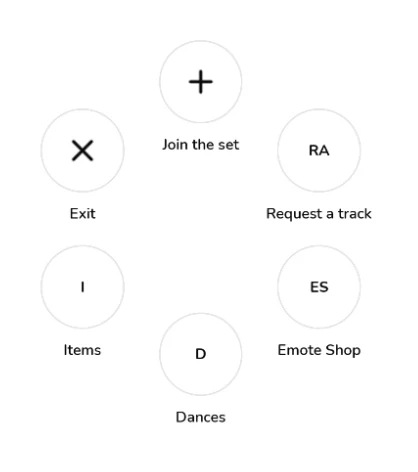 +
Join the set
RA
Request a track
ES
Emote Shop
D
Dances
I
Items
×
Exit